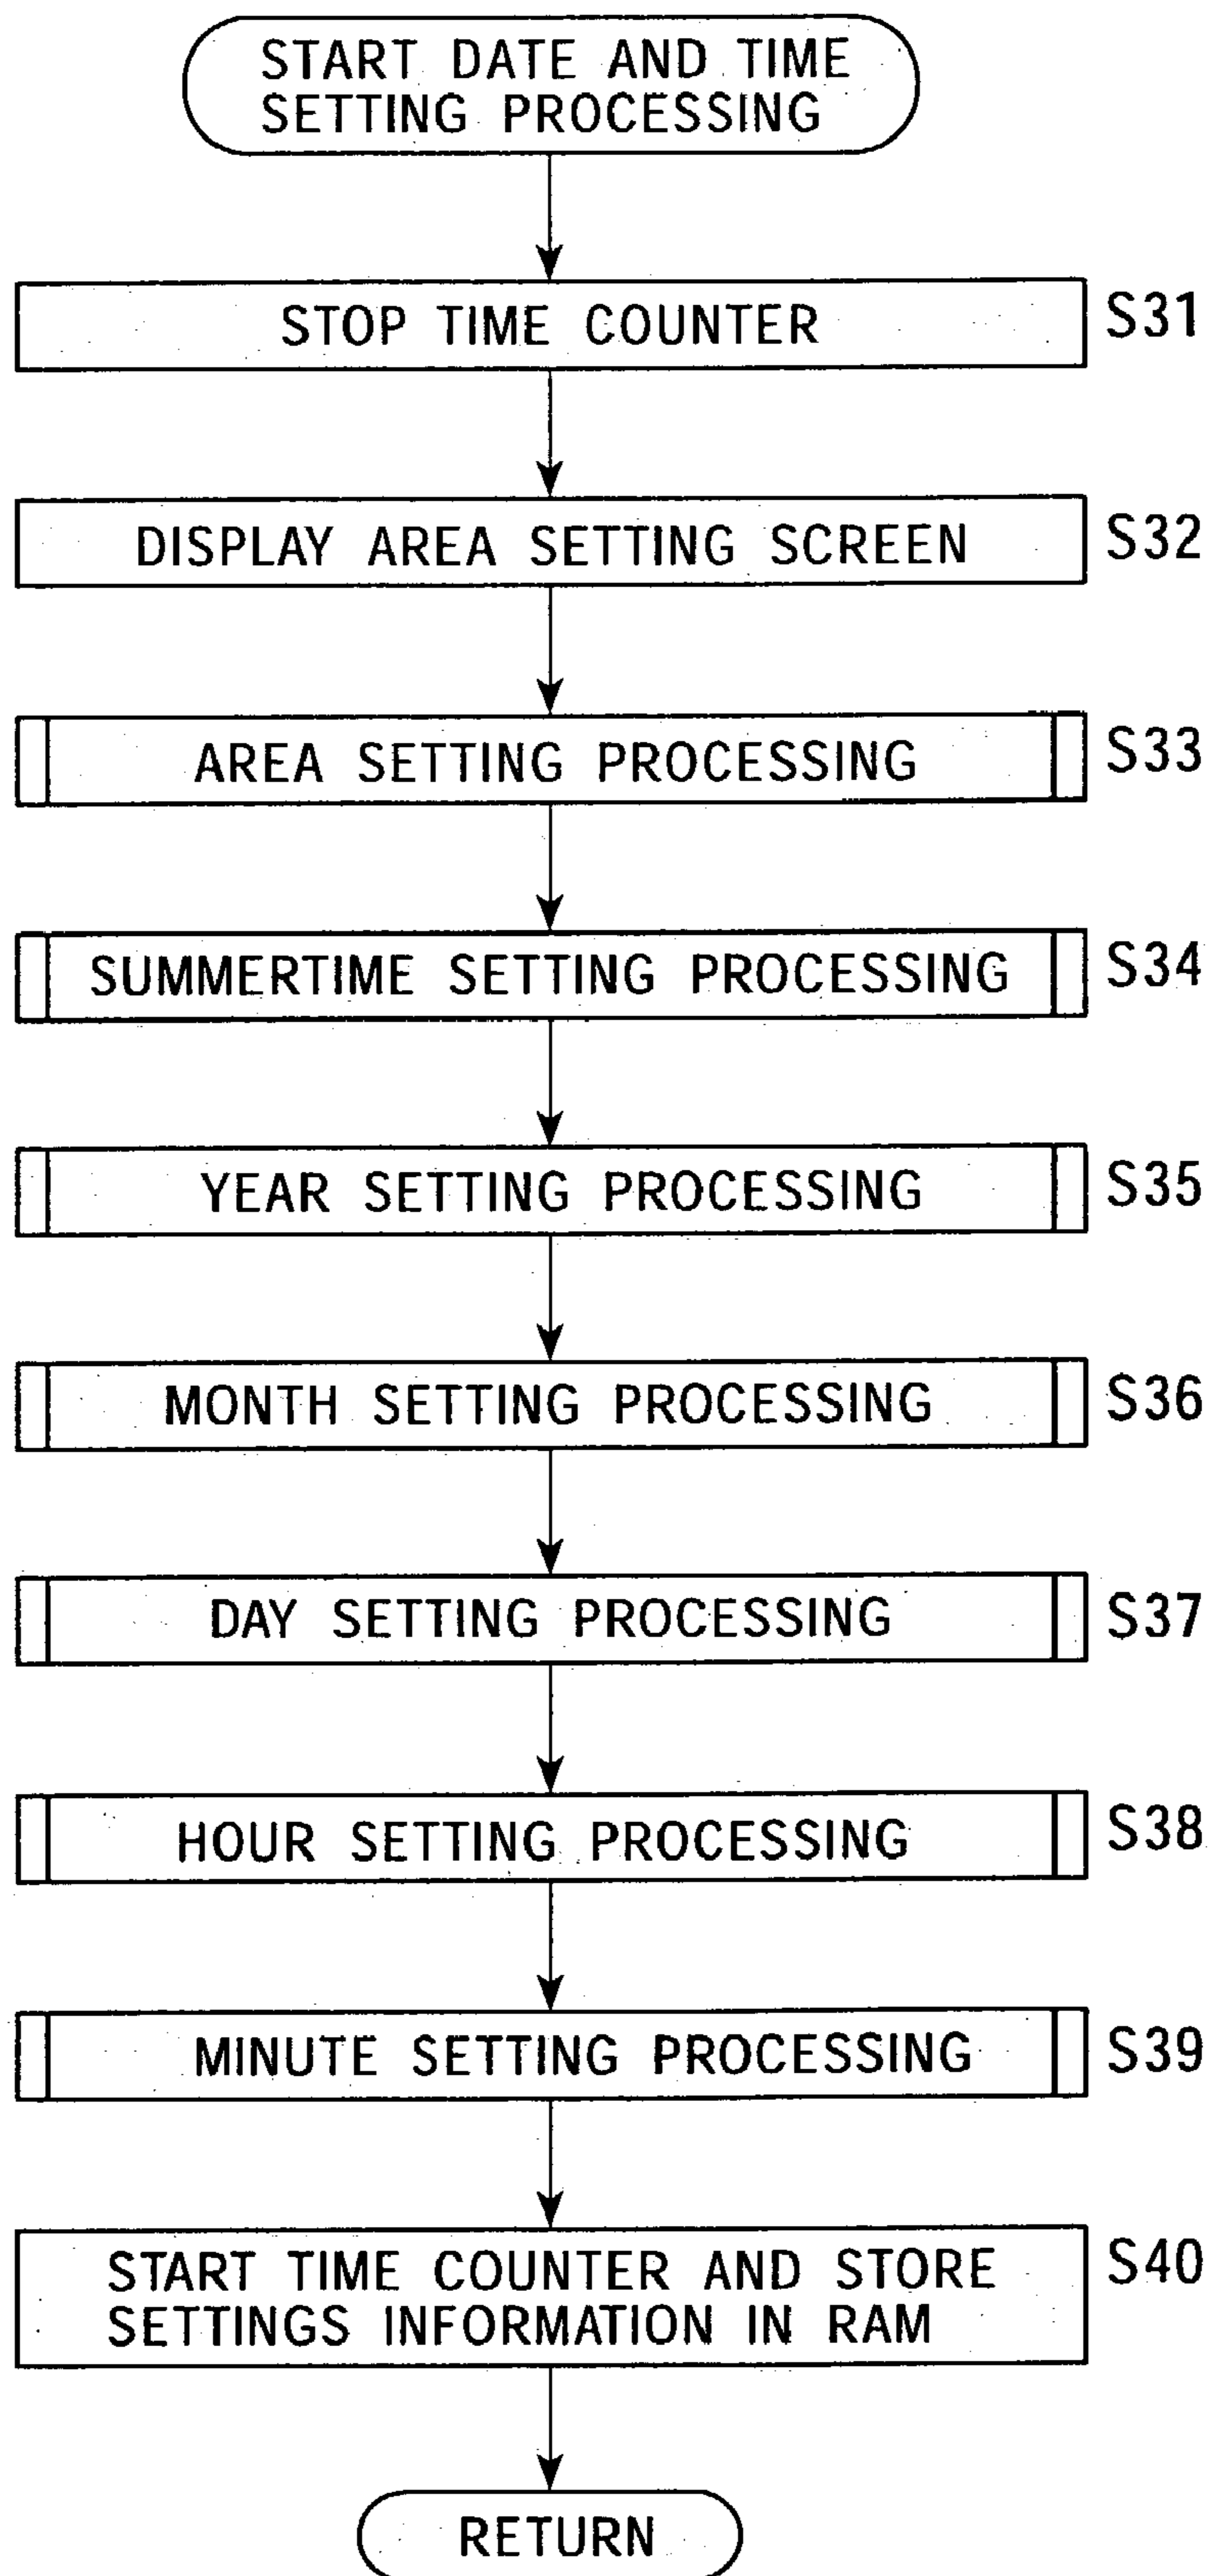 START DATE AND TIME
SETTING PROCESSING
STOP TIME COUNTER
S31
DISPLAY AREA SETTING SCREEN
S32
AREA SETTING PROCESSING
S33
SUMMERTIME SETTING PROCESSING
S34
YEAR SETTING PROCESSING
S35
MONTH SETTING PROCESSING
S36
DAY SETTING PROCESSING
S37
HOUR SETTING PROCESSING
S38
MINUTE SETTING PROCESSING
S39
START TIME COUNTER AND STORE
SETTINGS INFORMATION IN RAM
S40
RETURN